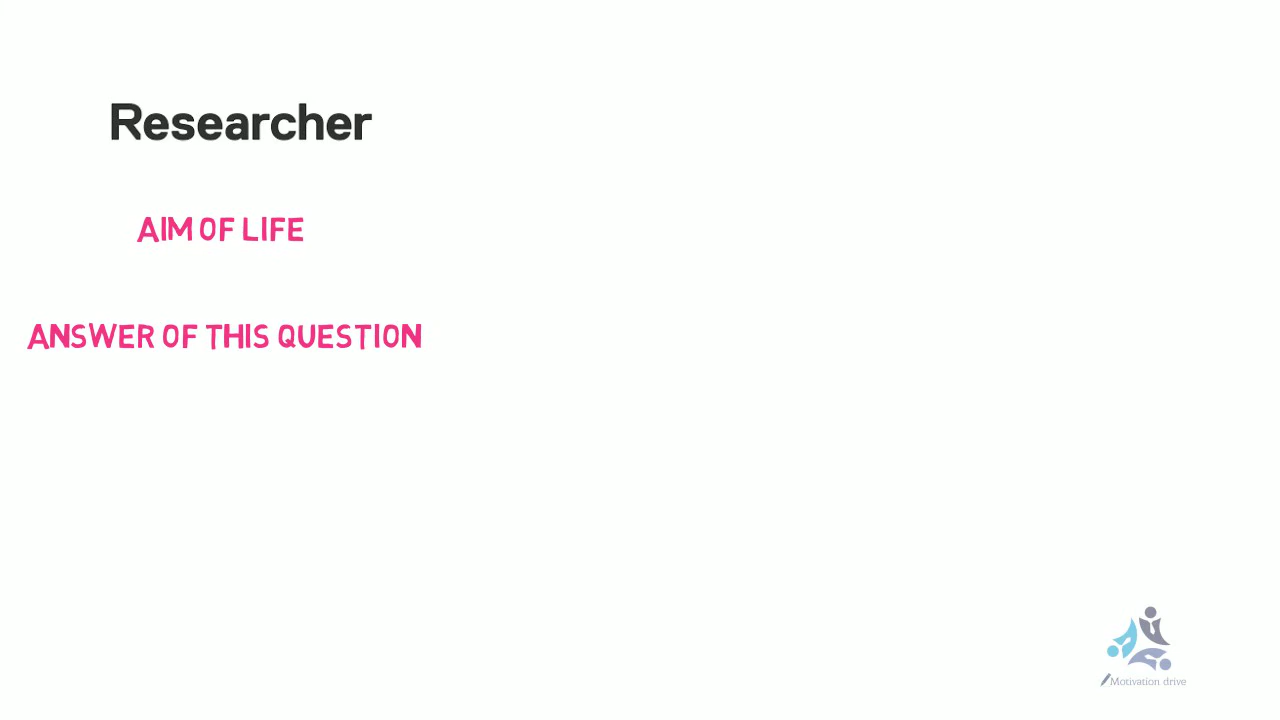 Researcher
AIM OF LIFE
ANSWER OF THIS QUESTION
Motivation drive